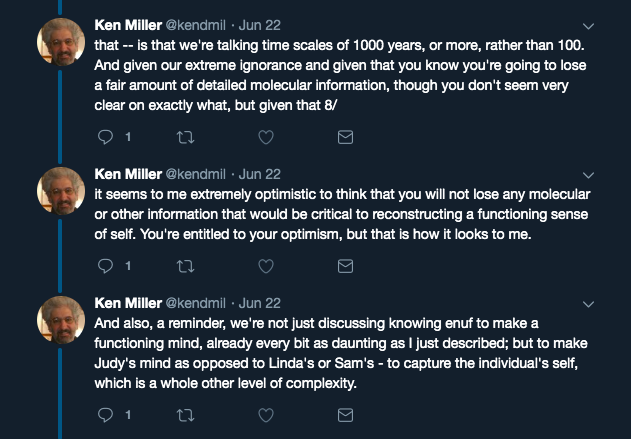 Ken Miller @kendmil · Jun 22
that -- is that we're talking time scales of 1000 years, or more, rather than 100.
And given our extreme ignorance and given that you know you're going to lose
a fair amount of detailed molecular information, though you don't seem very
clear on exactly what, but given that 8/
1
Ken Miller @kendmil · Jun 22
it seems to me extremely optimistic to think that you will not lose any molecular
or other information that would be critical to reconstructing a functioning sense
of self. You're entitled to your optimism, but that is how it looks to me.
1
Ken Miller @kendmil · Jun 22
And also, a reminder, we're not just discussing knowing enuf to make a
functioning mind, already every bit as daunting as I just described; but to make
Judy's mind as opposed to Linda's or Sam's - to capture the individual's self,
which is a whole other level of complexity.
1